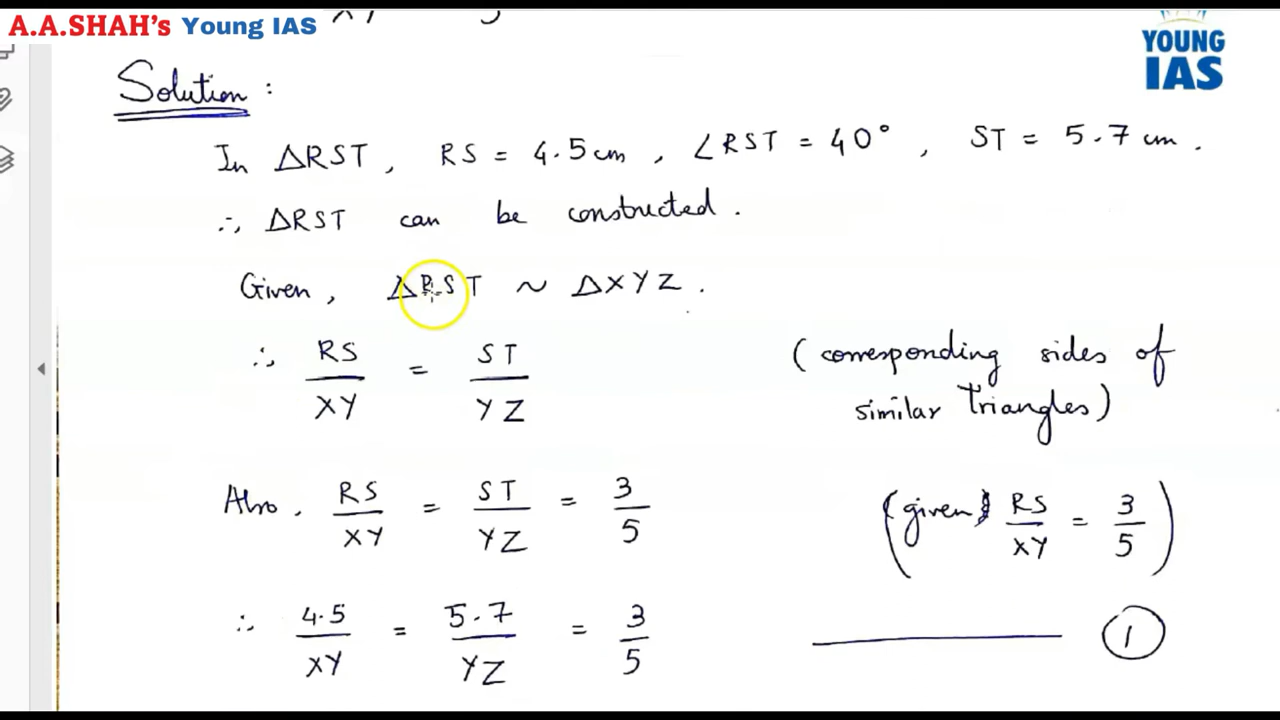 A.A.SHAH's Young IAS
YOUNG
IAS
Solution :
In ΔRST, RS = 4.5cm, ∠RST = 40°, ST = 5.7 cm.
∴ ΔRST can be constructed.
Given, ΔRST ~ ΔXYZ.
∴ RS/XY = ST/YZ (corresponding sides of
similar Triangles)
Also, RS/XY = ST/YZ = 3/5 (given RS/XY = 3/5)
∴ 4.5/XY = 5.7/YZ = 3/5 ——— ①